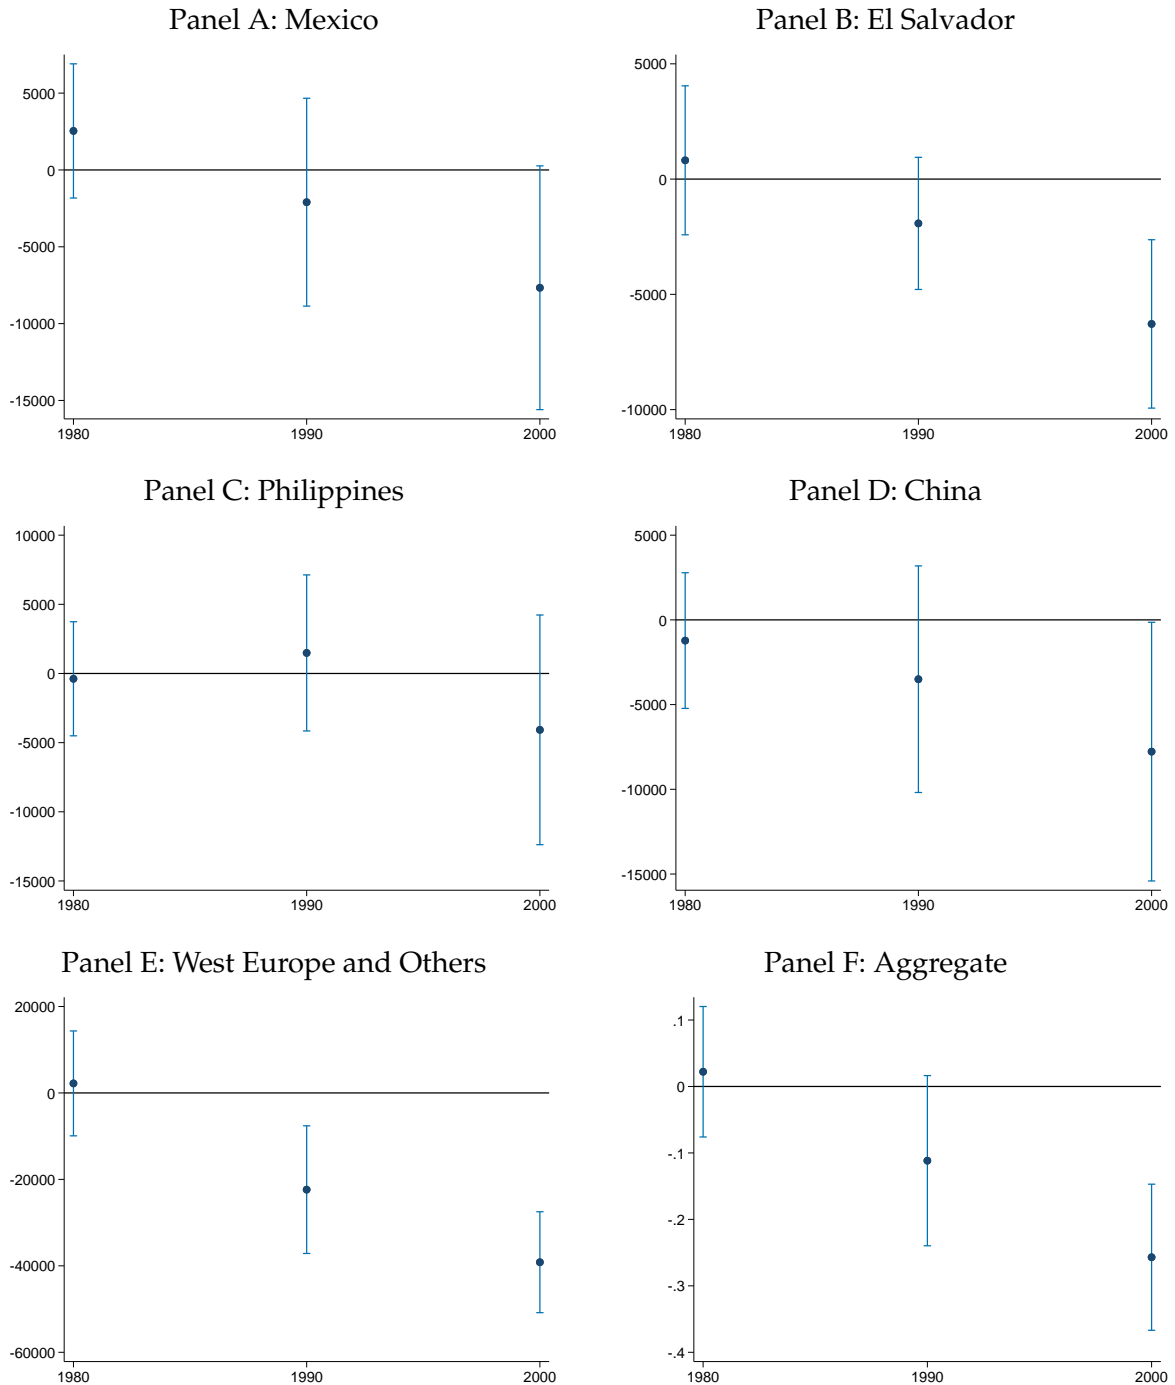 Panel A: Mexico
5000
0
-5000
-10000
-15000
1980 1990 2000
Panel B: El Salvador
5000
0
-5000
-10000
1980 1990 2000
Panel C: Philippines
10000
5000
0
-5000
-10000
-15000
1980 1990 2000
Panel D: China
5000
0
-5000
-10000
-15000
1980 1990 2000
Panel E: West Europe and Others
20000
0
-20000
-40000
-60000
1980 1990 2000
Panel F: Aggregate
.1
0
-.1
-.2
-.3
-.4
1980 1990 2000